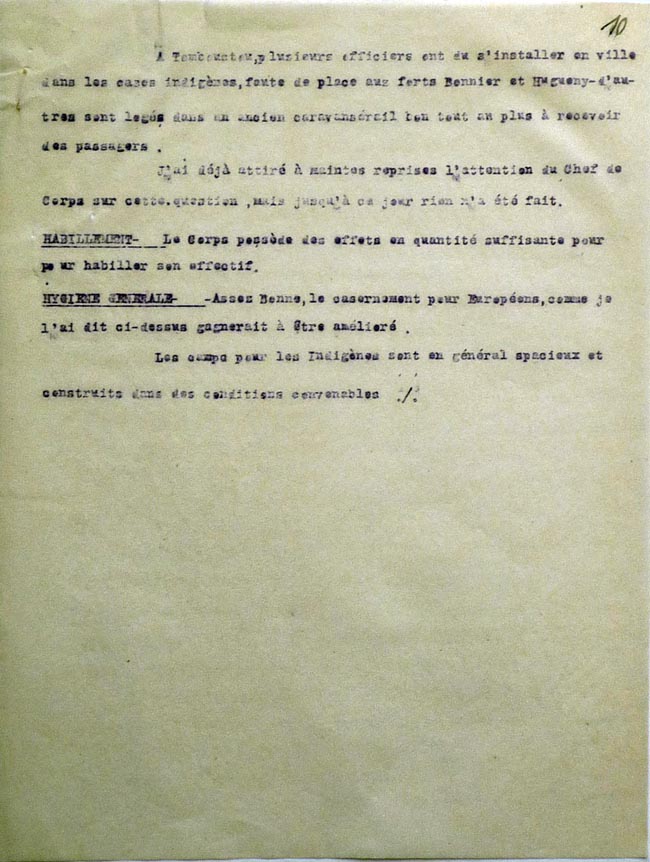 10
A Tombouctou,plusieurs officiers ont du s'installer en ville
dans les cases indigènes,faute de place aux forts Bonnier et Hugueny-d'au-
tres sont logés dans un ancien caravansérail bon tout au plus à recevoir
des passagers .
J'ai déjà attiré à maintes reprises l'attention du Chef de
Corps sur cette.question ,mais jusqu'à ce jour rien n'a été fait.
HABILLEMENT- Le Corps possède des effets en quantité suffisante pour
pour habiller son effectif.
HYGIENE GENERALE- -Assez Bonne,le casernement pour Européens,comme je
l'ai dit ci-dessus gagnerait à être amélioré .
Les camps pour les Indigènes sont en général spacieux et
construits dans des conditions convenables ./.